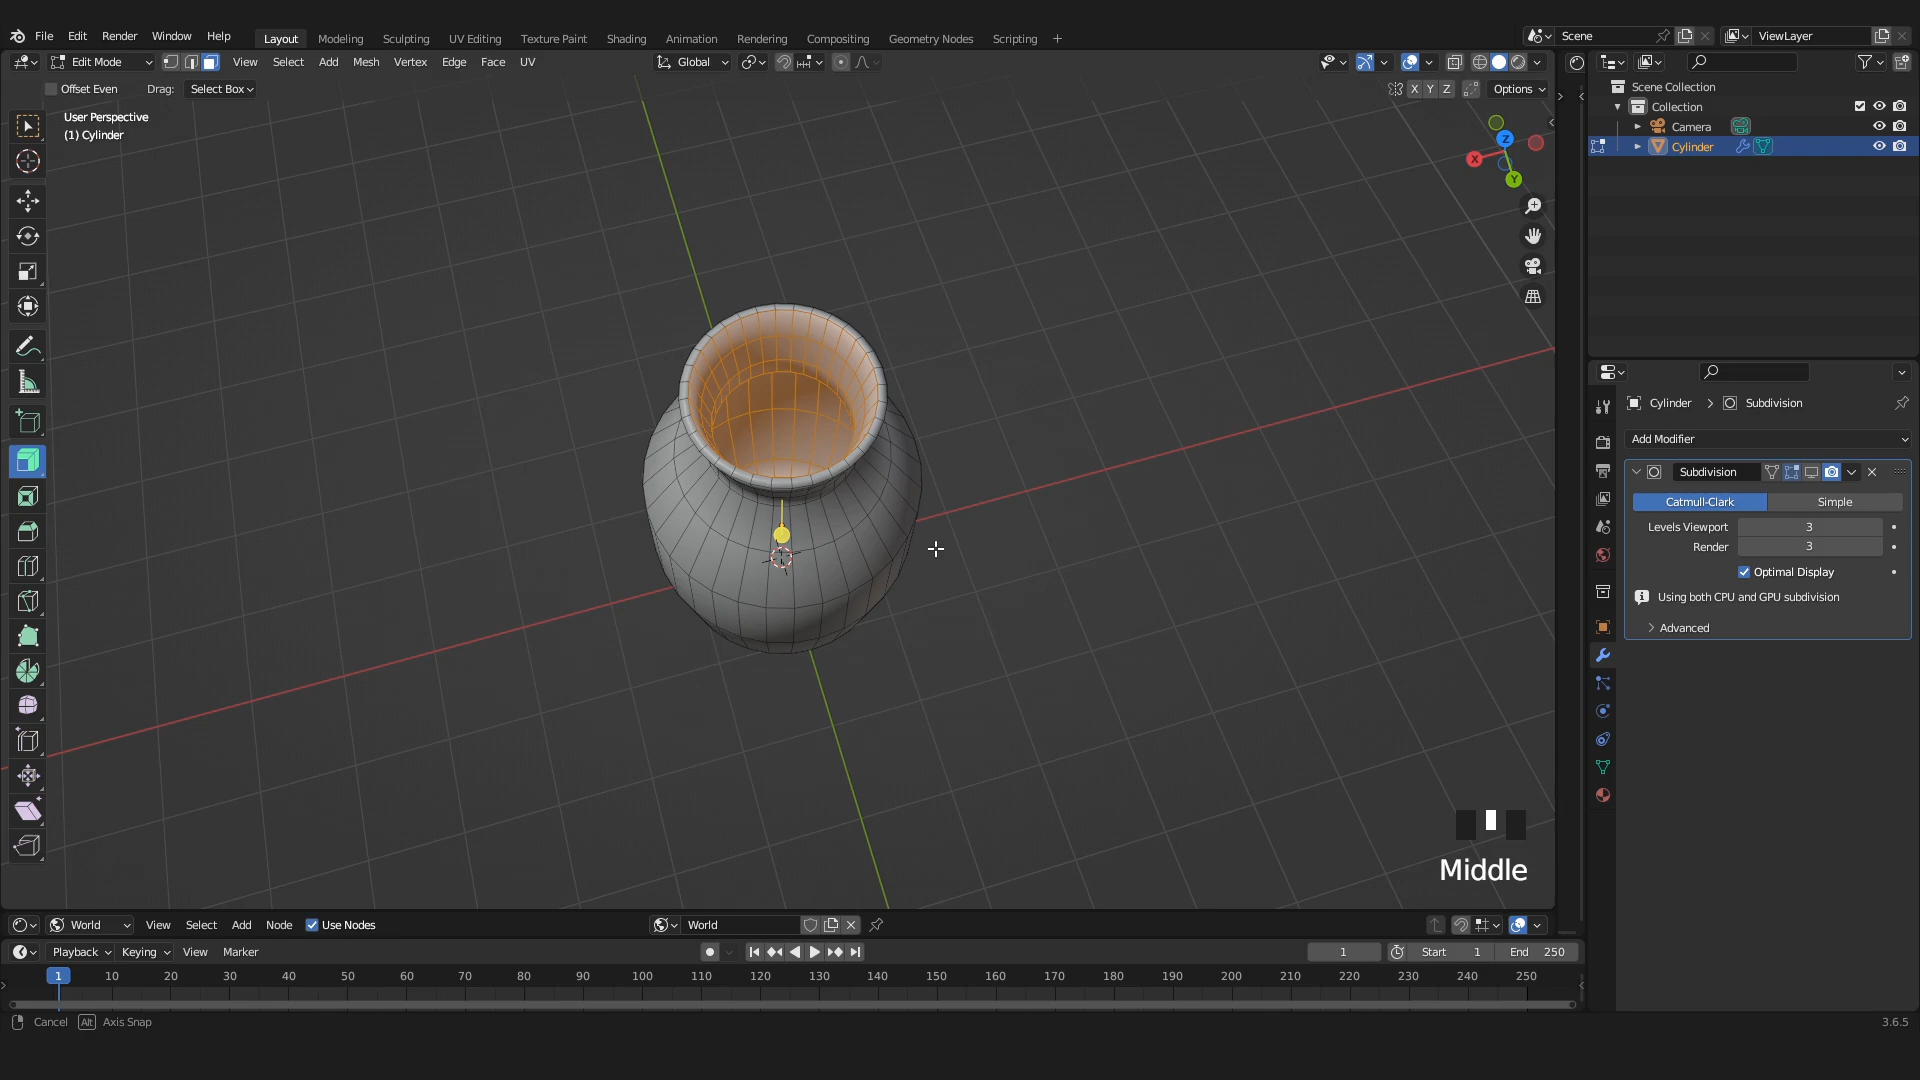 File Edit Render Window Help Layout Modeling Sculpting UV Editing Texture Paint Shading Animation Rendering Compositing Geometry Nodes Scripting + Scene ViewLayer
Edit Mode View Select Add Mesh Vertex Edge Face UV Global
Offset Even Drag: Select Box X Y Z Options
User Perspective
(1) Cylinder
Z
X
Y
Scene Collection
Collection
Camera
Cylinder
Cylinder > Subdivision
Add Modifier
Subdivision
Catmull-Clark Simple
Levels Viewport 3
Render 3
Optimal Display
Using both CPU and GPU subdivision
Advanced
Middle
World View Select Add Node Use Nodes World
Playback Keying View Marker 1 Start 1 End 250
1 10 20 30 40 50 60 70 80 90 100 110 120 130 140 150 160 170 180 190 200 210 220 230 240 250
Cancel Alt Axis Snap 3.6.5